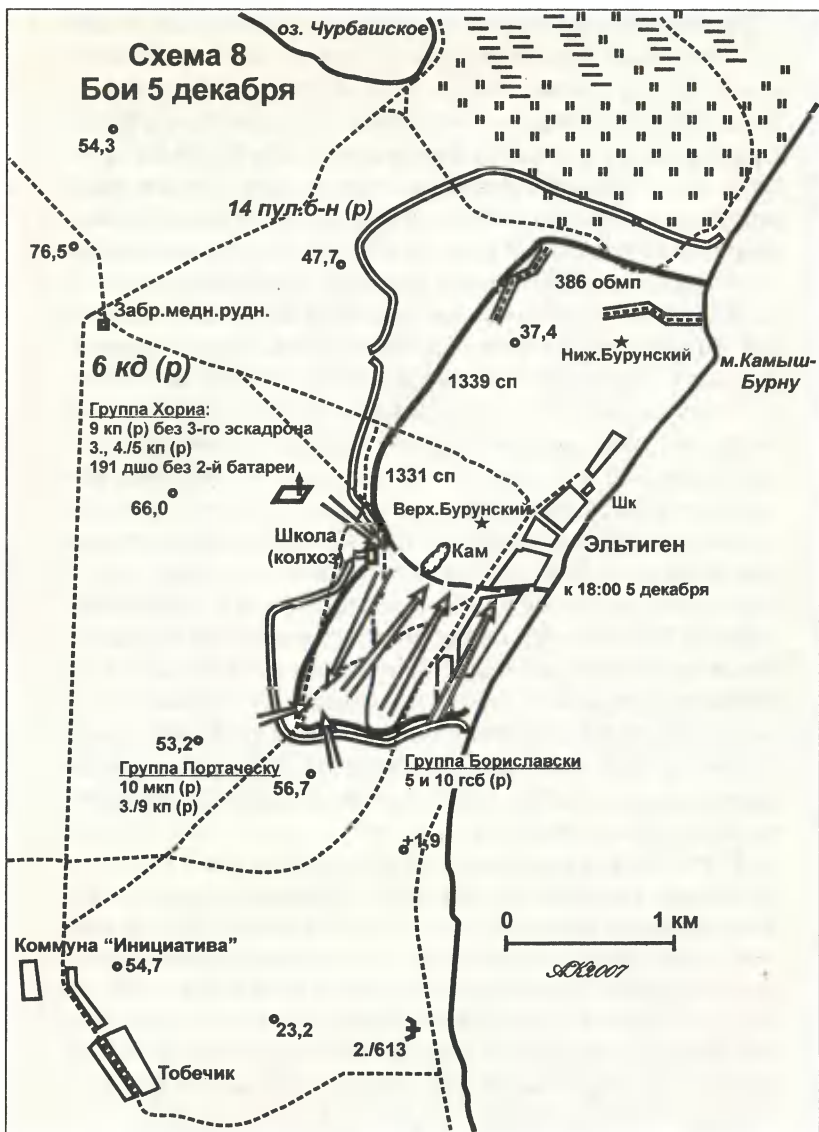 оз. Чурбашское
Схема 8
Бои 5 декабря
54,3
14 пул.б-н (р)
76,5
47,7
386 обмп
Забр.медн.рудн.
37,4
Ниж.Бурунский
м.Камыш-
Бурну
6 кд (р)
1339 сп
Группа Хориа:
9 кп (р) без 3-го эскадрона
3., 4./5 кп (р)
191 дшо без 2-й батареи
66,0
1331 сп
Верх.Бурунский
Шк
Школа
(колхоз)
Кам
Эльтиген
к 18:00 5 декабря
53,2
Группа Портаческу
10 мкп (р)
3./9 кп (р)
56,7
Группа Бориславски
5 и 10 гсб (р)
+1,9
0 1 км
АК2007
Коммуна "Инициатива"
54,7
23,2
2./613
Тобечик